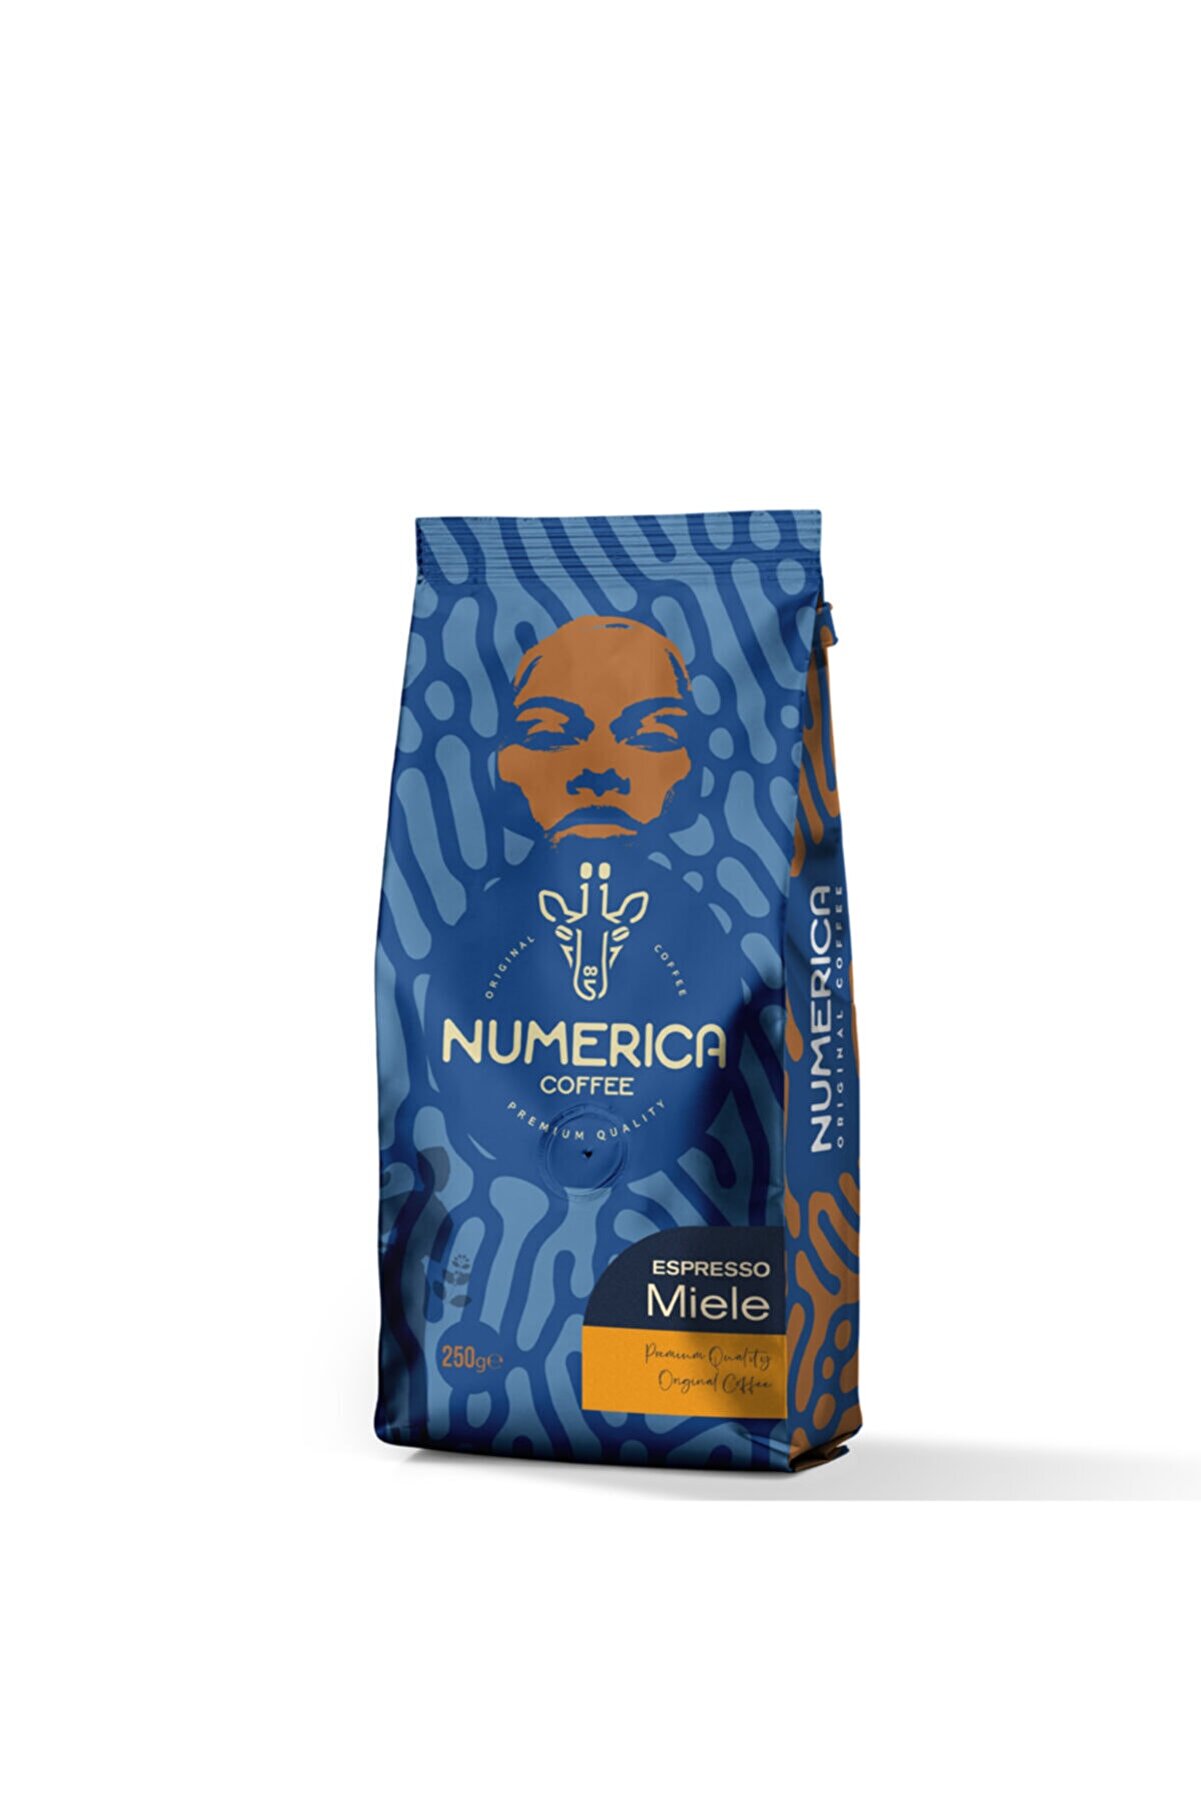 ORIGINAL COFFEE
NUMERICA
COFFEE
PREMIUM QUALITY
ESPRESSO
Miele
Premium Quality
Original Coffee
250g℮
NUMERICA
ORIGINAL COFFEE